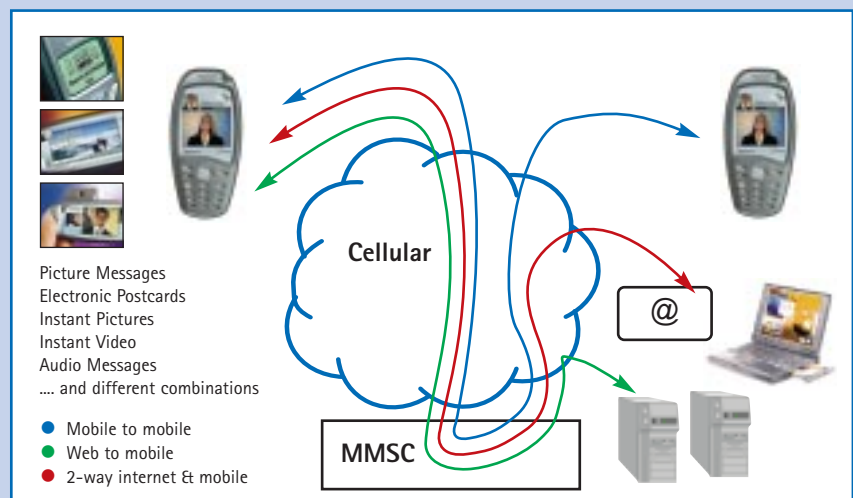 Cellular
Picture Messages
Electronic Postcards
Instant Pictures
Instant Video
Audio Messages
.... and different combinations
@
Mobile to mobile
Web to mobile
2-way internet & mobile
MMSC